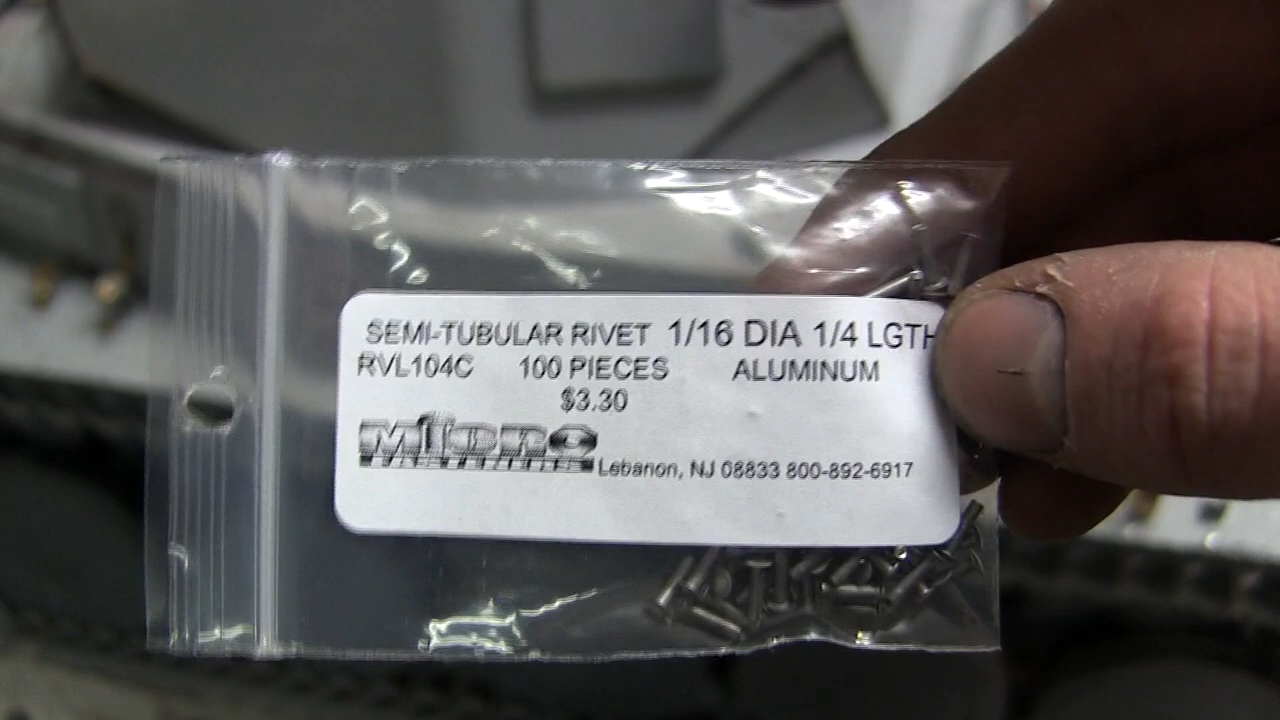 SEMI-TUBULAR RIVET 1/16 DIA 1/4 LGTH
RVL104C 100 PIECES ALUMINUM
$3.30
Micro
Lebanon, NJ 08833 800-892-6917